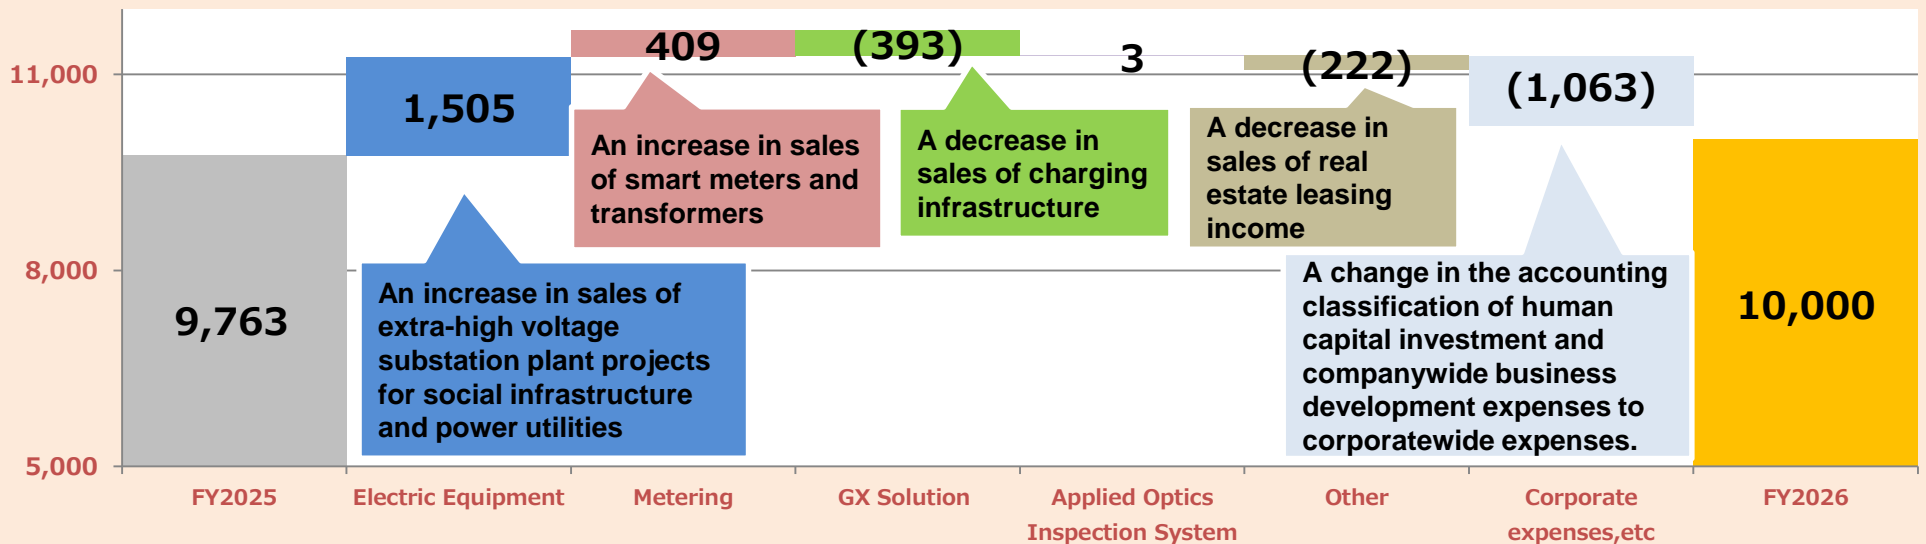 11,000
8,000
5,000
9,763
1,505
409
(393)
3
(222)
(1,063)
10,000
An increase in sales of
extra-high voltage
substation plant projects
for social infrastructure
and power utilities
An increase in sales
of smart meters and
transformers
A decrease in
sales of charging
infrastructure
A decrease in
sales of real
estate leasing
income
A change in the accounting
classification of human
capital investment and
companywide business
development expenses to
corporatewide expenses.
FY2025
Electric Equipment
Metering
GX Solution
Applied Optics
Inspection System
Other
Corporate
expenses,etc
FY2026